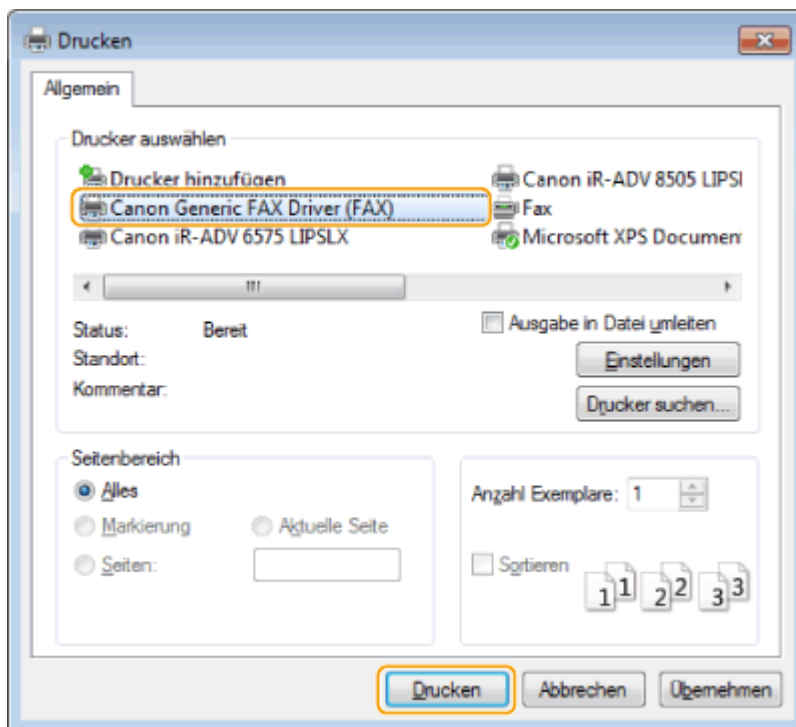 Drucken
Allgemein
Drucker auswählen
Drucker hinzufügen
Canon Generic FAX Driver (FAX)
Canon iR-ADV 6575 LIPSLX
Canon iR-ADV 8505 LIPSI
Fax
Microsoft XPS Documen
Status: Bereit
Standort:
Kommentar:
Ausgabe in Datei umleiten
Einstellungen
Drucker suchen...
Seitenbereich
Alles
Markierung
Aktuelle Seite
Seiten:
Anzahl Exemplare: 1
Sortieren
1 1 2 2 3 3
Drucken
Abbrechen
Übernehmen